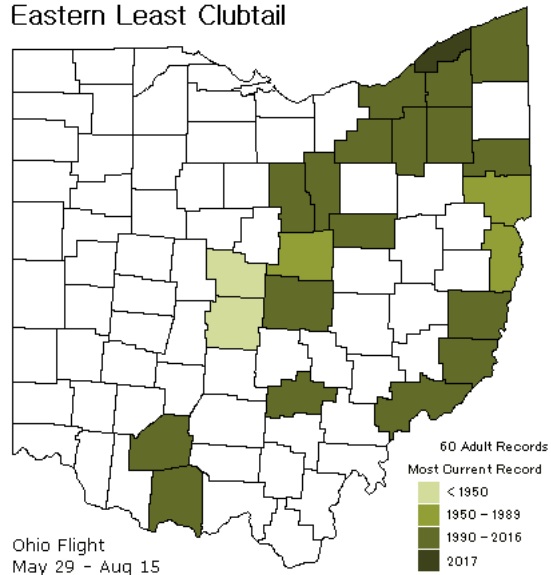 Eastern Least Clubtail
60 Adult Records
Most Current Record
< 1950
1950 - 1989
1990 - 2016
2017
Ohio Flight
May 29 - Aug 15